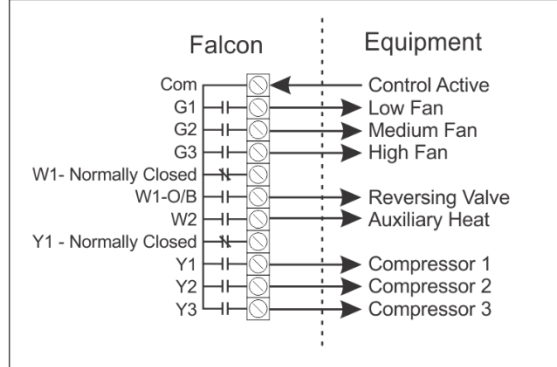 Falcon Equipment
Com Control Active
G1 Low Fan
G2 Medium Fan
G3 High Fan
W1- Normally Closed
W1-O/B Reversing Valve
W2 Auxiliary Heat
Y1 - Normally Closed
Y1 Compressor 1
Y2 Compressor 2
Y3 Compressor 3